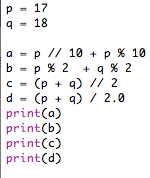 p = 17
q = 18
a = p // 10 + p % 10
b = p % 2  + q % 2
c = (p + q) // 2
d = (p + q) / 2.0
print(a)
print(b)
print(c)
print(d)